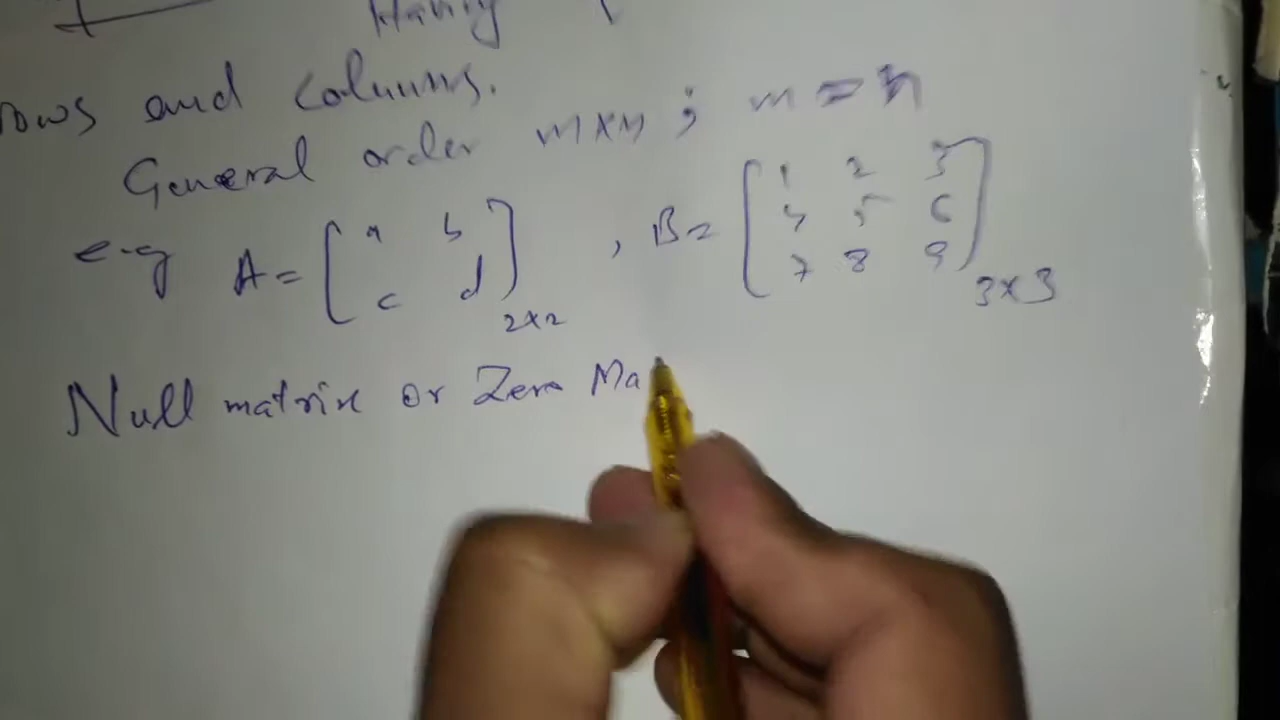 Having
rows and columns.
General order m×n ; m = n
e.g A = [ a b c d ] 2×2 , B = [ 1 2 3 4 5 6 7 8 9 ] 3×3
Null matrix or Zero Ma